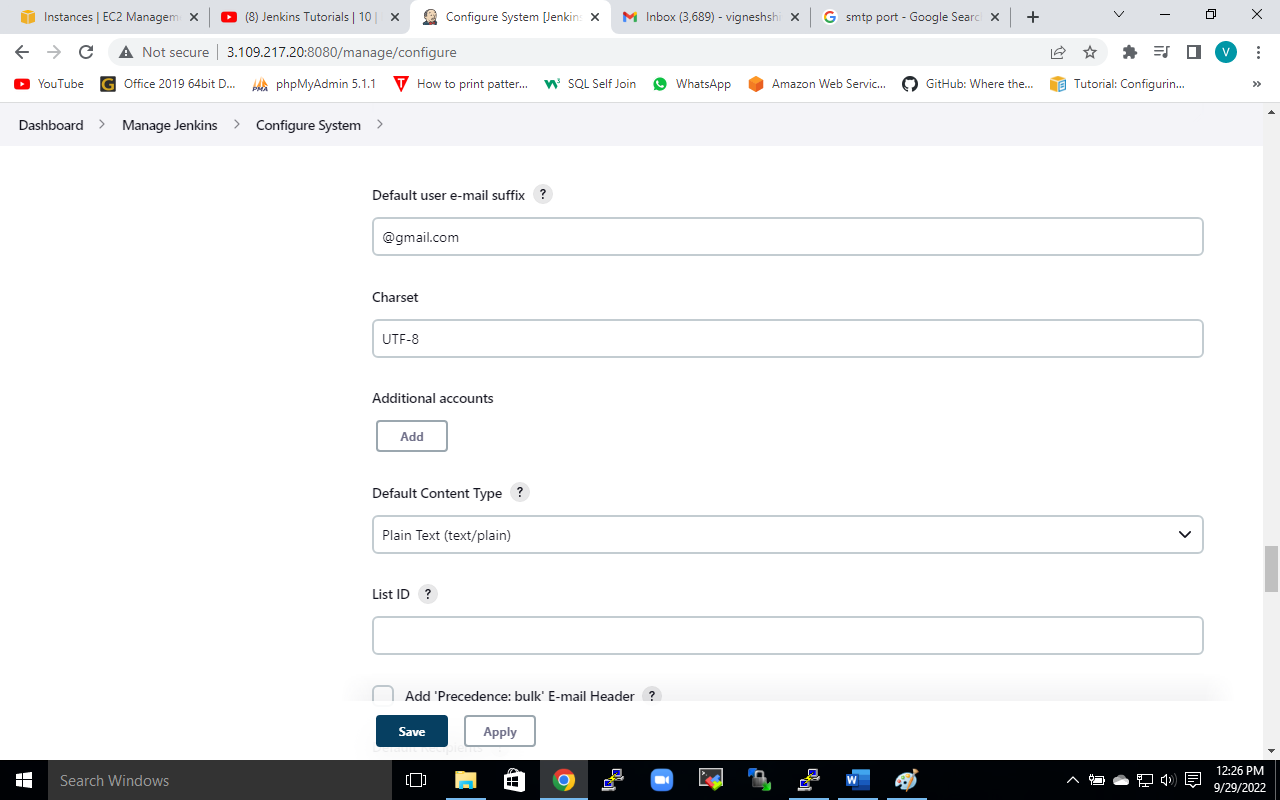 Instances | EC2 Managem
(8) Jenkins Tutorials | 10 |
Configure System [Jenkin
Inbox (3,689) - vigneshshi
smtp port - Google Searc
Not secure
3.109.217.20:8080/manage/configure
V
YouTube
Office 2019 64bit D...
phpMyAdmin 5.1.1
How to print patter...
SQL Self Join
WhatsApp
Amazon Web Servic...
GitHub: Where the...
Tutorial: Configurin...
»
Dashboard > Manage Jenkins > Configure System >
Default user e-mail suffix ?
@gmail.com
Charset
UTF-8
Additional accounts
Add
Default Content Type ?
Plain Text (text/plain)
List ID ?
Add 'Precedence: bulk' E-mail Header ?
Save
Apply
Default Recipients
Search Windows
12:26 PM
9/29/2022